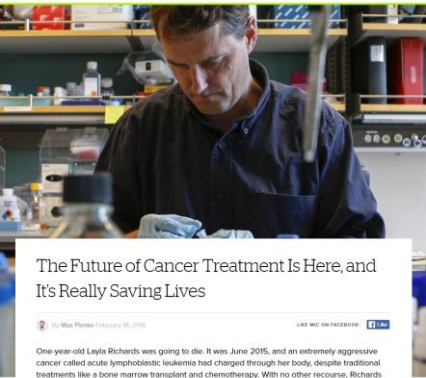 The Future of Cancer Treatment Is Here, and
It's Really Saving Lives
By Max Plenke February 16, 2016
LIKE MIC ON FACEBOOK: Like
One-year-old Layla Richards was going to die. It was June 2015, and an extremely aggressive
cancer called acute lymphoblastic leukemia had charged through her body, despite traditional
treatments like a bone marrow transplant and chemotherapy. With no other recourse, Richards